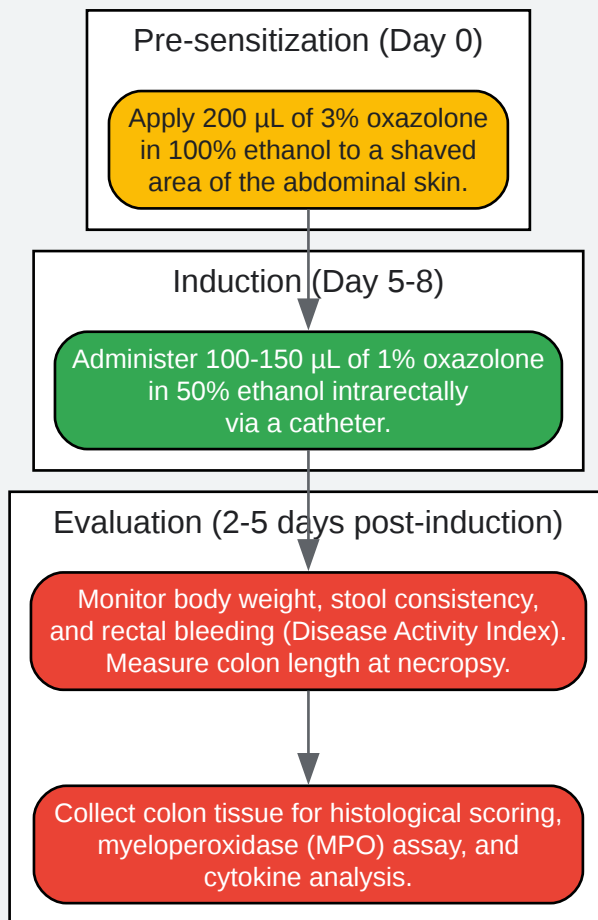 Pre-sensitization (Day 0)
Apply 200 µL of 3% oxazolone
in 100% ethanol to a shaved
area of the abdominal skin.
Induction (Day 5-8)
Administer 100-150 µL of 1% oxazolone
in 50% ethanol intrarectally
via a catheter.
Evaluation (2-5 days post-induction)
Monitor body weight, stool consistency,
and rectal bleeding (Disease Activity Index).
Measure colon length at necropsy.
Collect colon tissue for histological scoring,
myeloperoxidase (MPO) assay, and
cytokine analysis.